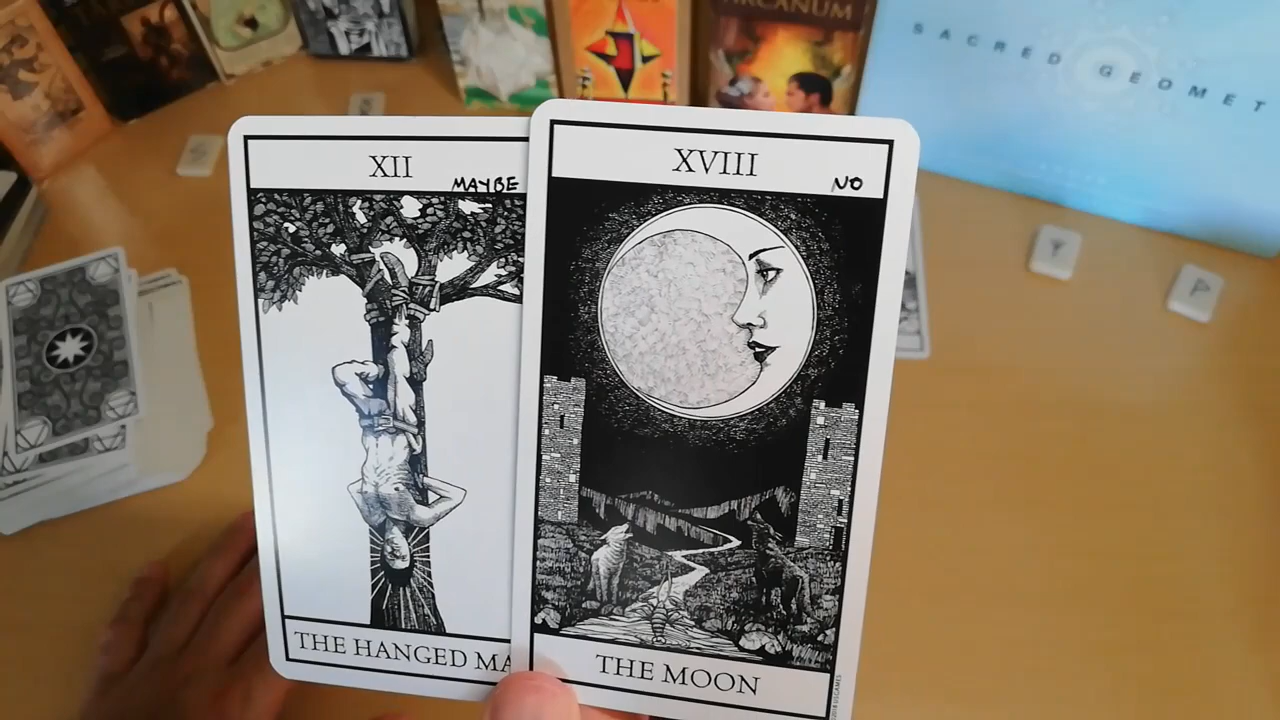 ARCANUM
SACRED GEOMET
XII
MAYBE
THE HANGED MA
XVIII
NO
THE MOON